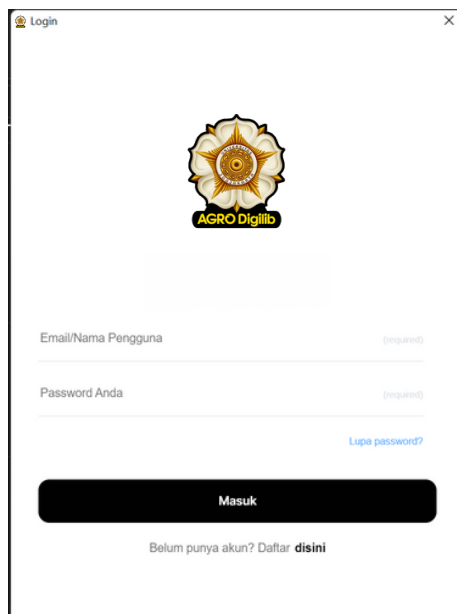 Login
AGRO Digilib
Email/Nama Pengguna (required)
Password Anda (required)
Lupa password?
Masuk
Belum punya akun? Daftar disini